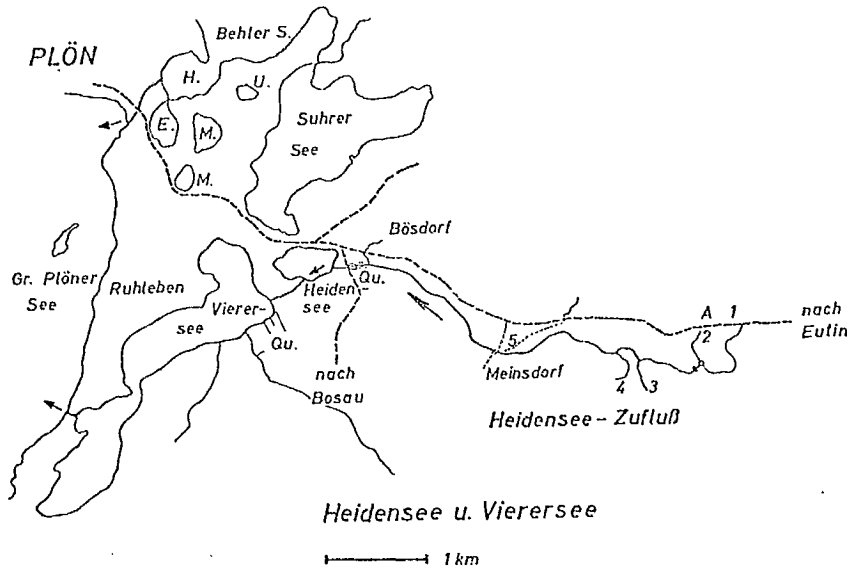 PLÖN
Behler S.
H.
U.
E.
M.
M.
Suhrer
See
Bösdorf
Gr. Plöner
See
Ruhleben
Vierer-
see
Heiden-
see
Qu.
Qu.
nach
Bosau
Meinsdorf
5
A
1
2
4
3
nach
Eutin
Heidensee - Zufluß
Heidensee u. Vierersee
1 km